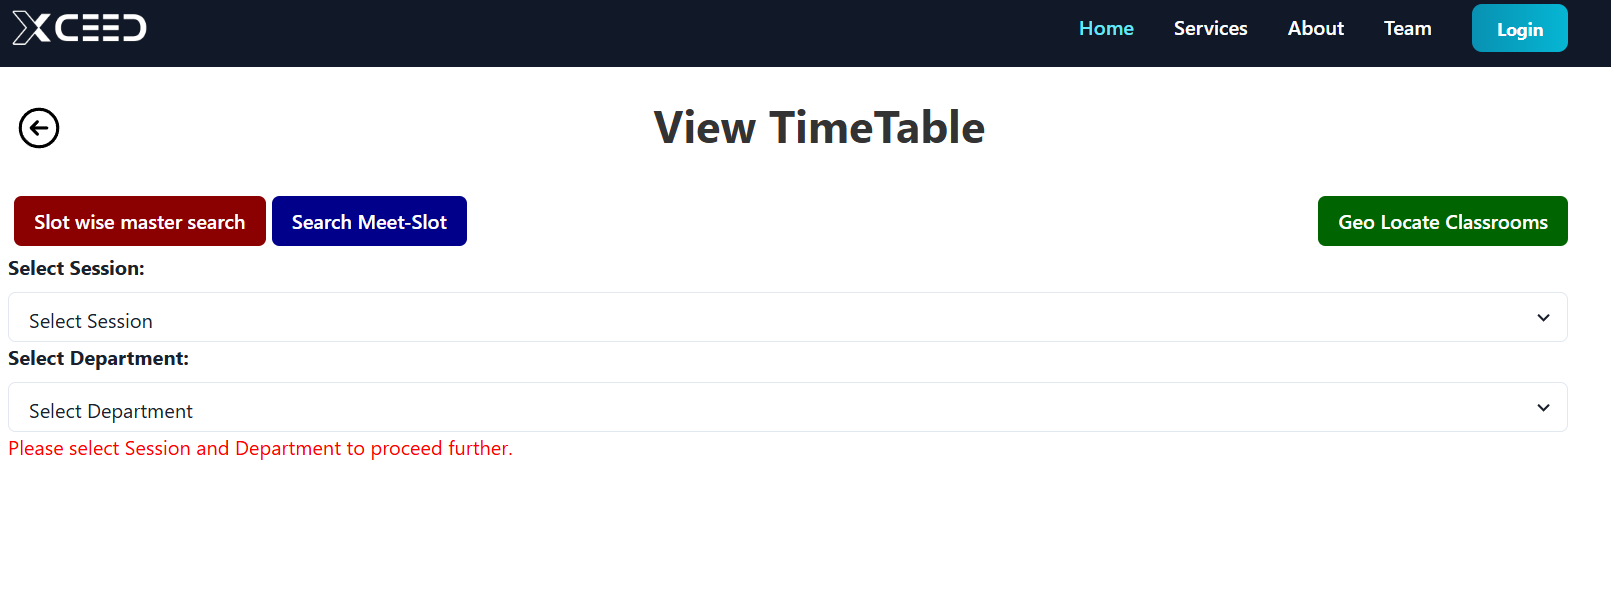 XCEED
Home Services About Team Login
View TimeTable
Slot wise master search Search Meet-Slot Geo Locate Classrooms
Select Session:
Select Session
Select Department:
Select Department
Please select Session and Department to proceed further.